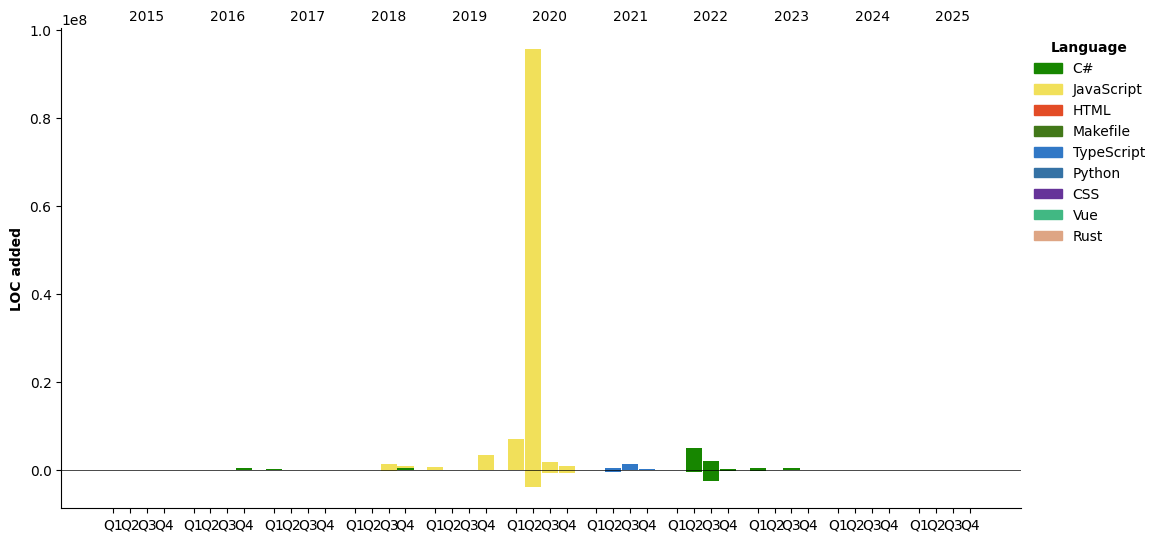 2015 2016 2017 2018 2019 2020 2021 2022 2023 2024 2025
1e8
1.0
0.8
0.6
0.4
0.2
0.0
LOC added
Q1Q2Q3Q4 Q1Q2Q3Q4 Q1Q2Q3Q4 Q1Q2Q3Q4 Q1Q2Q3Q4 Q1Q2Q3Q4 Q1Q2Q3Q4 Q1Q2Q3Q4 Q1Q2Q3Q4 Q1Q2Q3Q4 Q1Q2Q3Q4
Language
C#
JavaScript
HTML
Makefile
TypeScript
Python
CSS
Vue
Rust